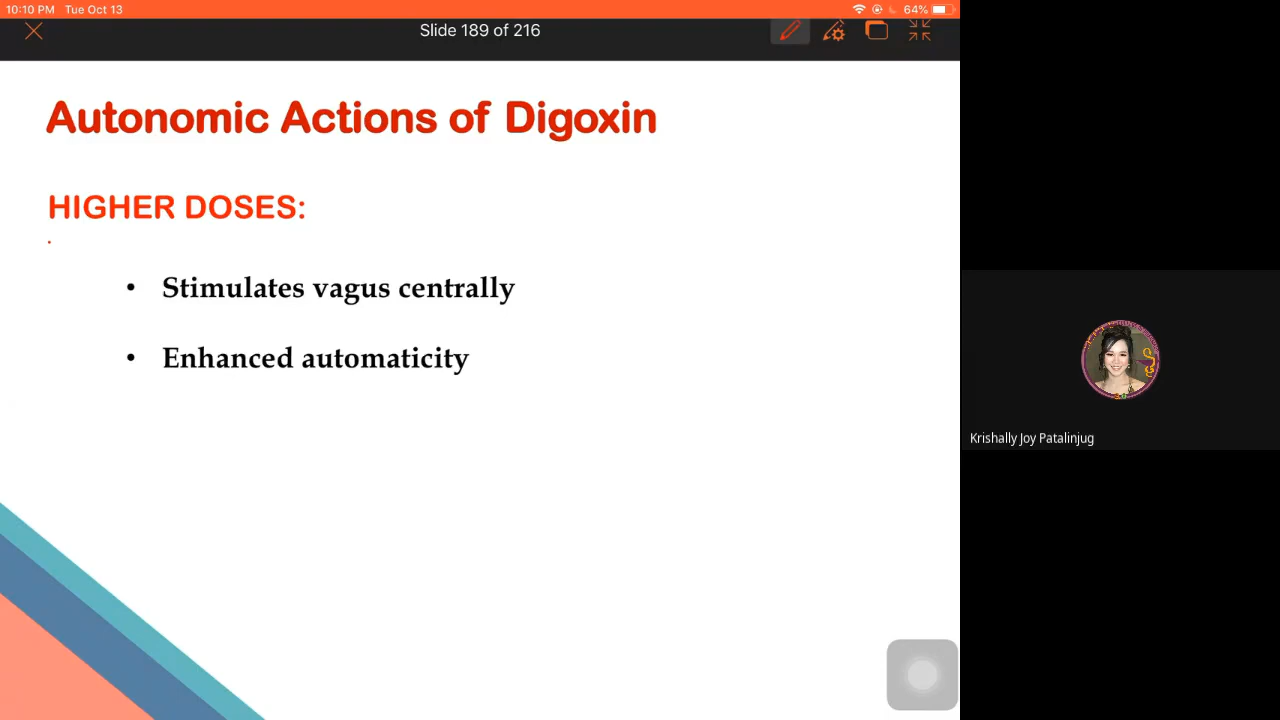 10:10 PM Tue Oct 13
64%
Slide 189 of 216
Autonomic Actions of Digoxin
HIGHER DOSES:
• Stimulates vagus centrally
• Enhanced automaticity
Krishally Joy Patalinjug